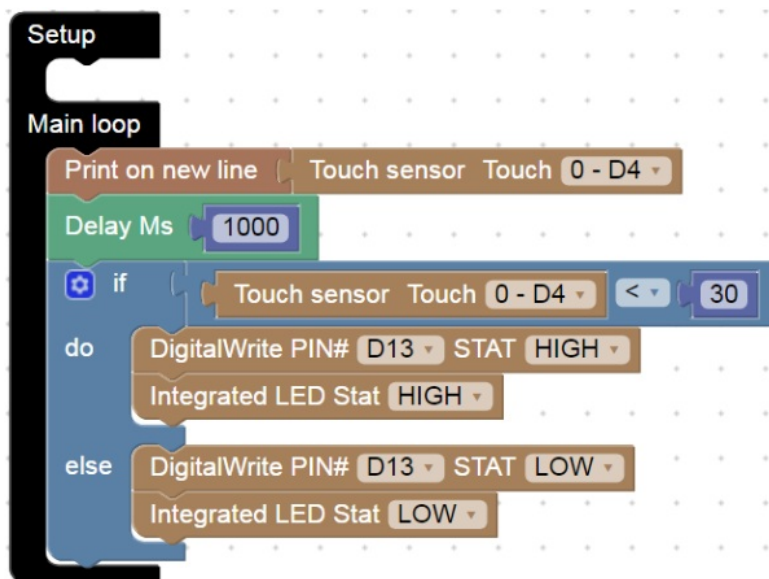 Setup
Main loop
Print on new line Touch sensor Touch 0 - D4
Delay Ms 1000
if Touch sensor Touch 0 - D4 < 30
do DigitalWrite PIN# D13 STAT HIGH
Integrated LED Stat HIGH
else DigitalWrite PIN# D13 STAT LOW
Integrated LED Stat LOW